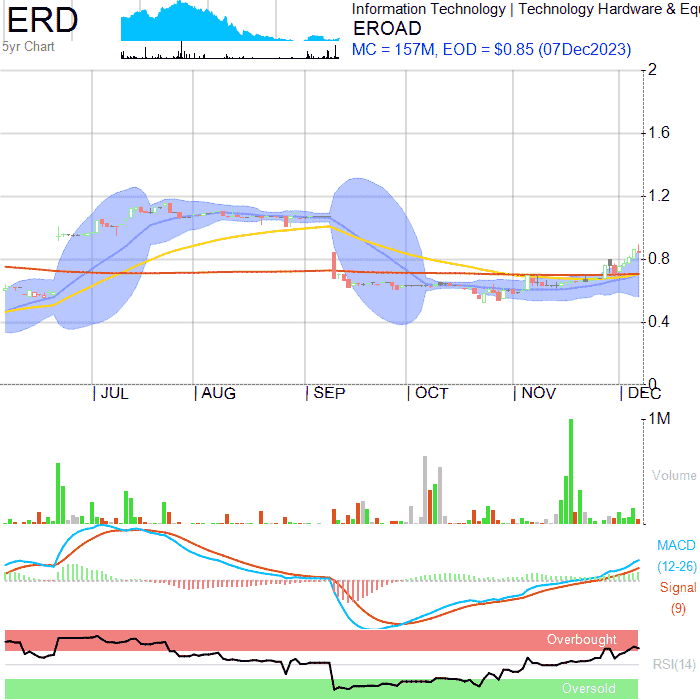 ERD
5yr Chart
Information Technology | Technology Hardware & Equ
EROAD
MC = 157M, EOD = $0.85 (07Dec2023)
2
1.6
1.2
0.8
0.4
0
JUL AUG SEP OCT NOV DEC
1M
Volume
MACD
(12-26)
Signal
(9)
Overbought
RSI(14)
Oversold